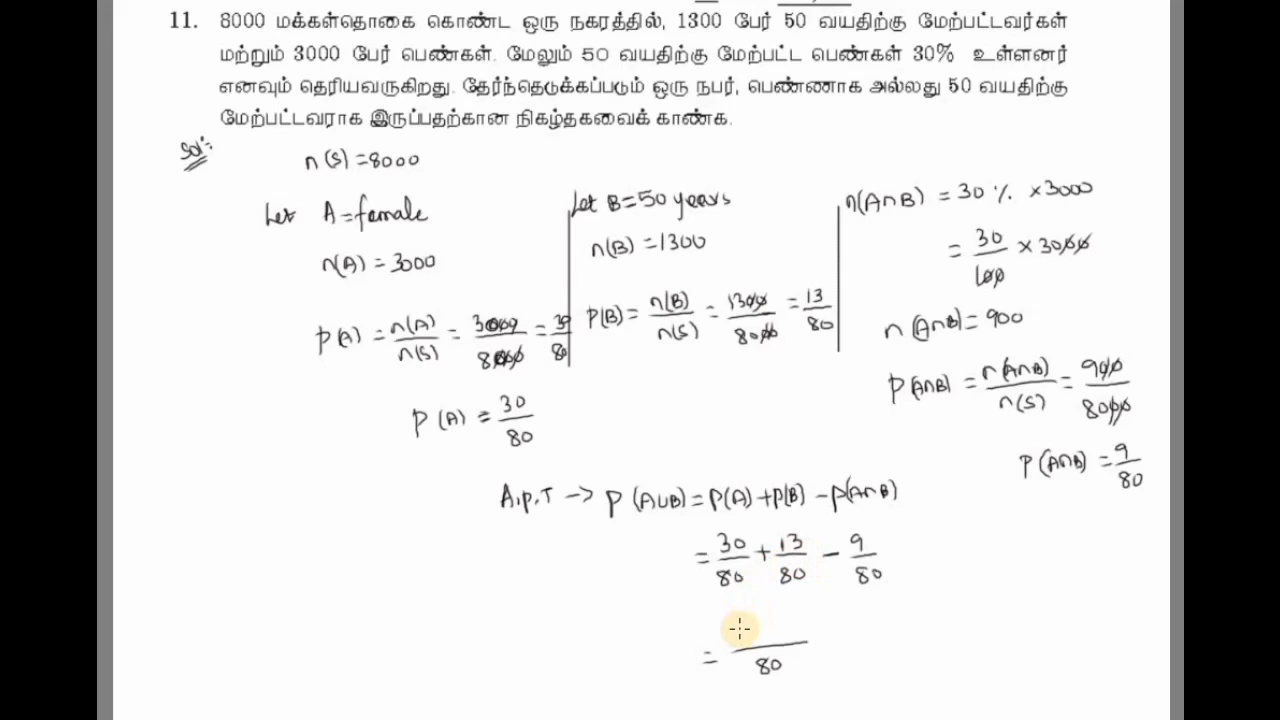 11. 8000 மக்கள்தொகை கொண்ட ஒரு நகரத்தில், 1300 பேர் 50 வயதிற்கு மேற்பட்டவர்கள்
மற்றும் 3000 பேர் பெண்கள். மேலும் 50 வயதிற்கு மேற்பட்ட பெண்கள் 30% உள்ளனர்
எனவும் தெரியவருகிறது. தேர்ந்தெடுக்கப்படும் ஒரு நபர், பெண்ணாக அல்லது 50 வயதிற்கு
மேற்பட்டவராக இருப்பதற்கான நிகழ்தகவைக் காண்க.
Sol:
n(S) = 8000
Let A = female
n(A) = 3000
P(A) = n(A)/n(S) = 3000/8000 = 30/80
P(A) = 30/80
Let B = 50 years
n(B) = 1300
P(B) = n(B)/n(S) = 1300/8000 = 13/80
n(A∩B) = 30 % × 3000
= 30/100 × 3000
n(A∩B) = 900
P(A∩B) = n(A∩B)/n(S) = 900/8000
P(A∩B) = 9/80
A.p.T → P(A∪B) = P(A) + P(B) − P(A∩B)
= 30/80 + 13/80 − 9/80
= /80